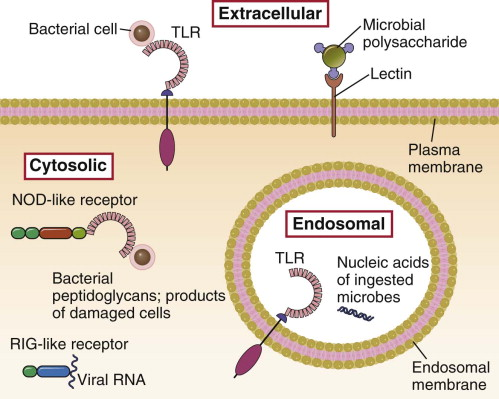 Extracellular
Bacterial cell
TLR
Microbial
polysaccharide
Lectin
Plasma
membrane
Cytosolic
NOD-like receptor
Bacterial
peptidoglycans; products
of damaged cells
RIG-like receptor
Viral RNA
Endosomal
TLR
Nucleic acids
of ingested
microbes
Endosomal
membrane